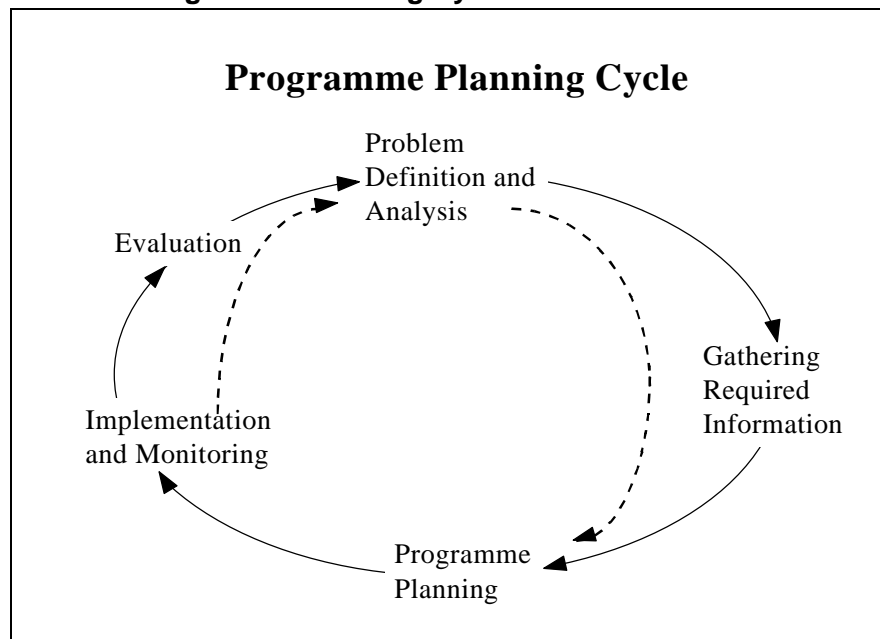 Programme Planning Cycle
Problem
Definition and
Analysis
Evaluation
Gathering
Required
Information
Implementation
and Monitoring
Programme
Planning